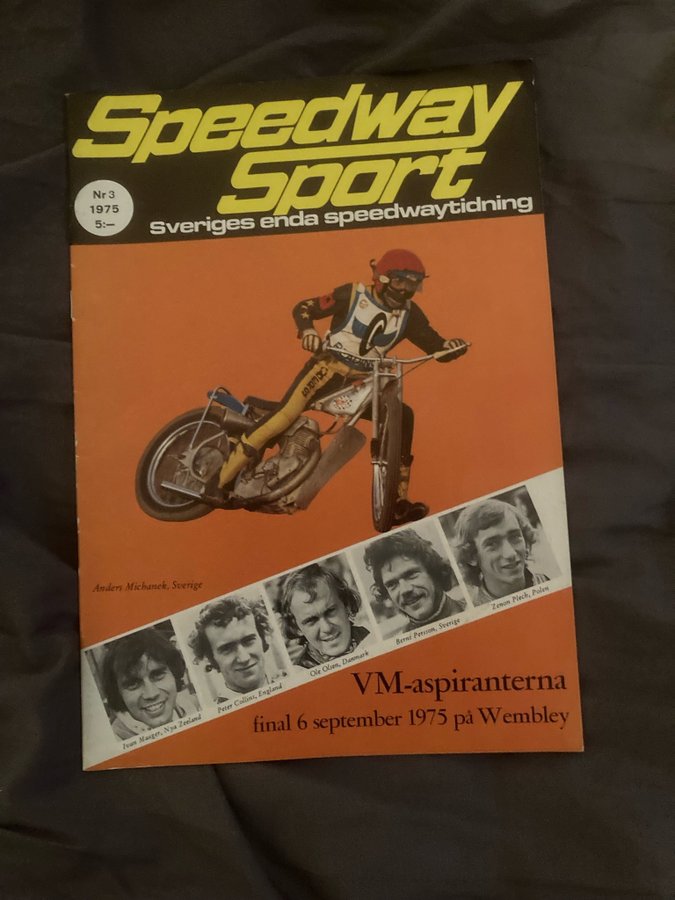 Speedway
Sport
Sveriges enda speedwaytidning
Nr 3
1975
5:—
C
Anders Michanek, Sverige
Ivan Mauger, Nya Zeeland
Peter Collins, England
Ole Olsen, Danmark
Bernt Persson, Sverige
Zenon Plech, Polen
VM-aspiranterna
final 6 september 1975 på Wembley